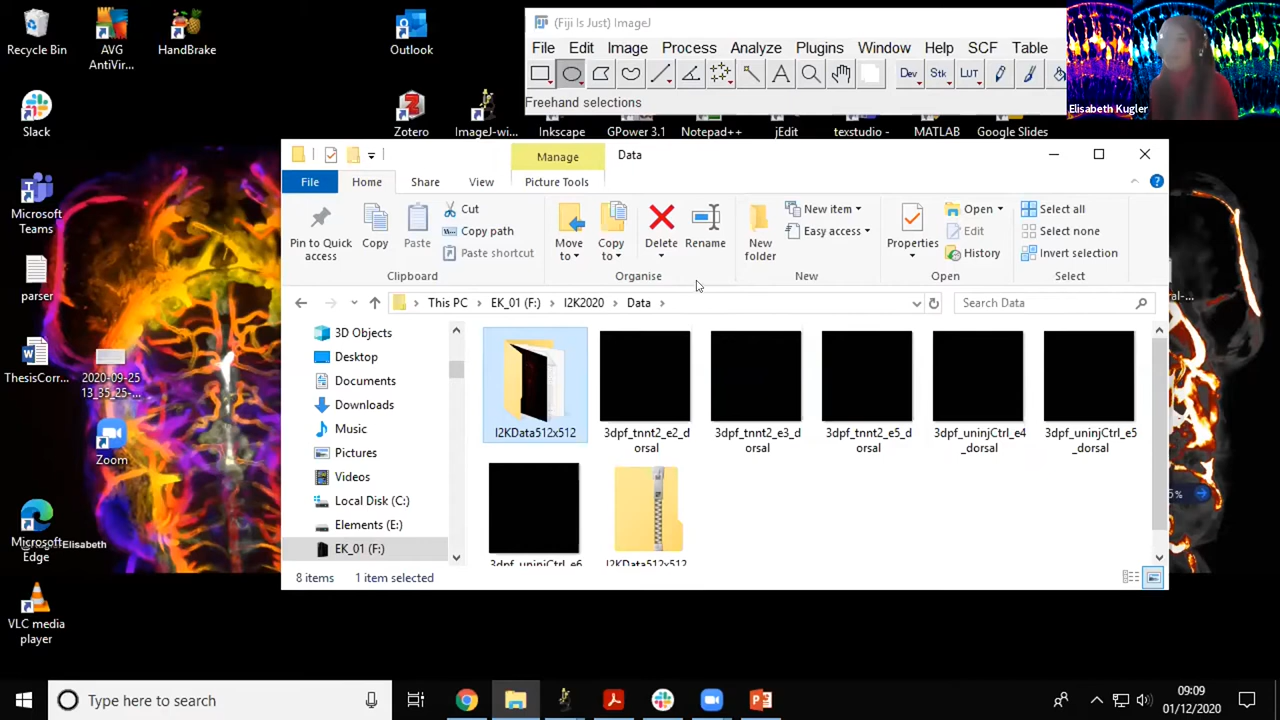 Recycle Bin
AVG
AntiVir...
HandBrake
Outlook
(Fiji Is Just) ImageJ
File Edit Image Process Analyze Plugins Window Help SCF Table
Dev Stk LUT
Freehand selections
Elisabeth Kugler
Slack
Zotero
ImageJ-wi...
Inkscape
GPower 3.1
Notepad++
jEdit
texstudio -
MATLAB
Google Slides
Manage
Data
File Home Share View Picture Tools
Pin to Quick
access
Copy
Paste
Cut
Copy path
Paste shortcut
Clipboard
Move
to
Copy
to
Delete
Rename
Organise
New
folder
New item
Easy access
New
Properties
Open
Edit
History
Open
Select all
Select none
Invert selection
Select
This PC EK_01 (F:) I2K2020 Data
Search Data
3D Objects
Desktop
Documents
Downloads
Music
Pictures
Videos
Local Disk (C:)
Elements (E:)
EK_01 (F:)
I2KData512x512
3dpf_tnnt2_e2_d
orsal
3dpf_tnnt2_e3_d
orsal
3dpf_tnnt2_e5_d
orsal
3dpf_uninjCtrl_e4
_dorsal
3dpf_uninjCtrl_e5
_dorsal
3dpf_uninjCtrl_e6
I2KData512x512
8 items 1 item selected
Microsoft
Teams
parser
ThesisCorr...
2020-09-25
13_35_25-...
Zoom
Microsoft
Edge
Elisabeth
VLC media
player
Type here to search
09:09
01/12/2020